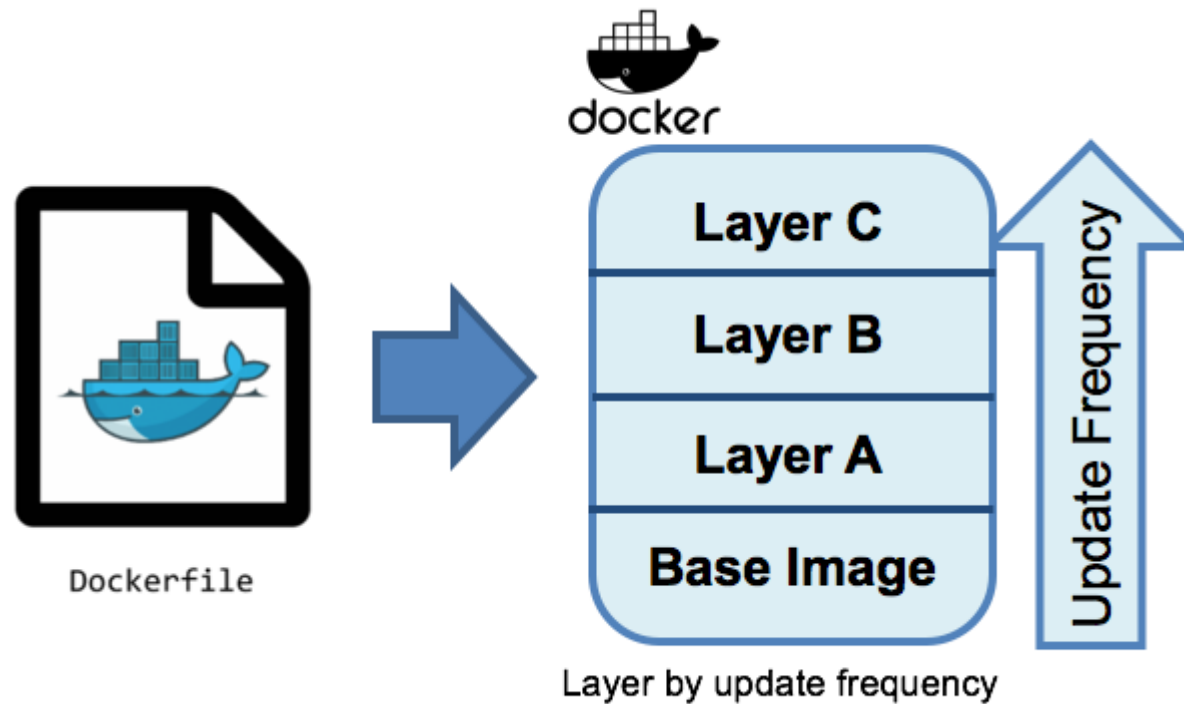 docker
Layer C
Layer B
Layer A
Base Image
Update Frequency
Dockerfile
Layer by update frequency